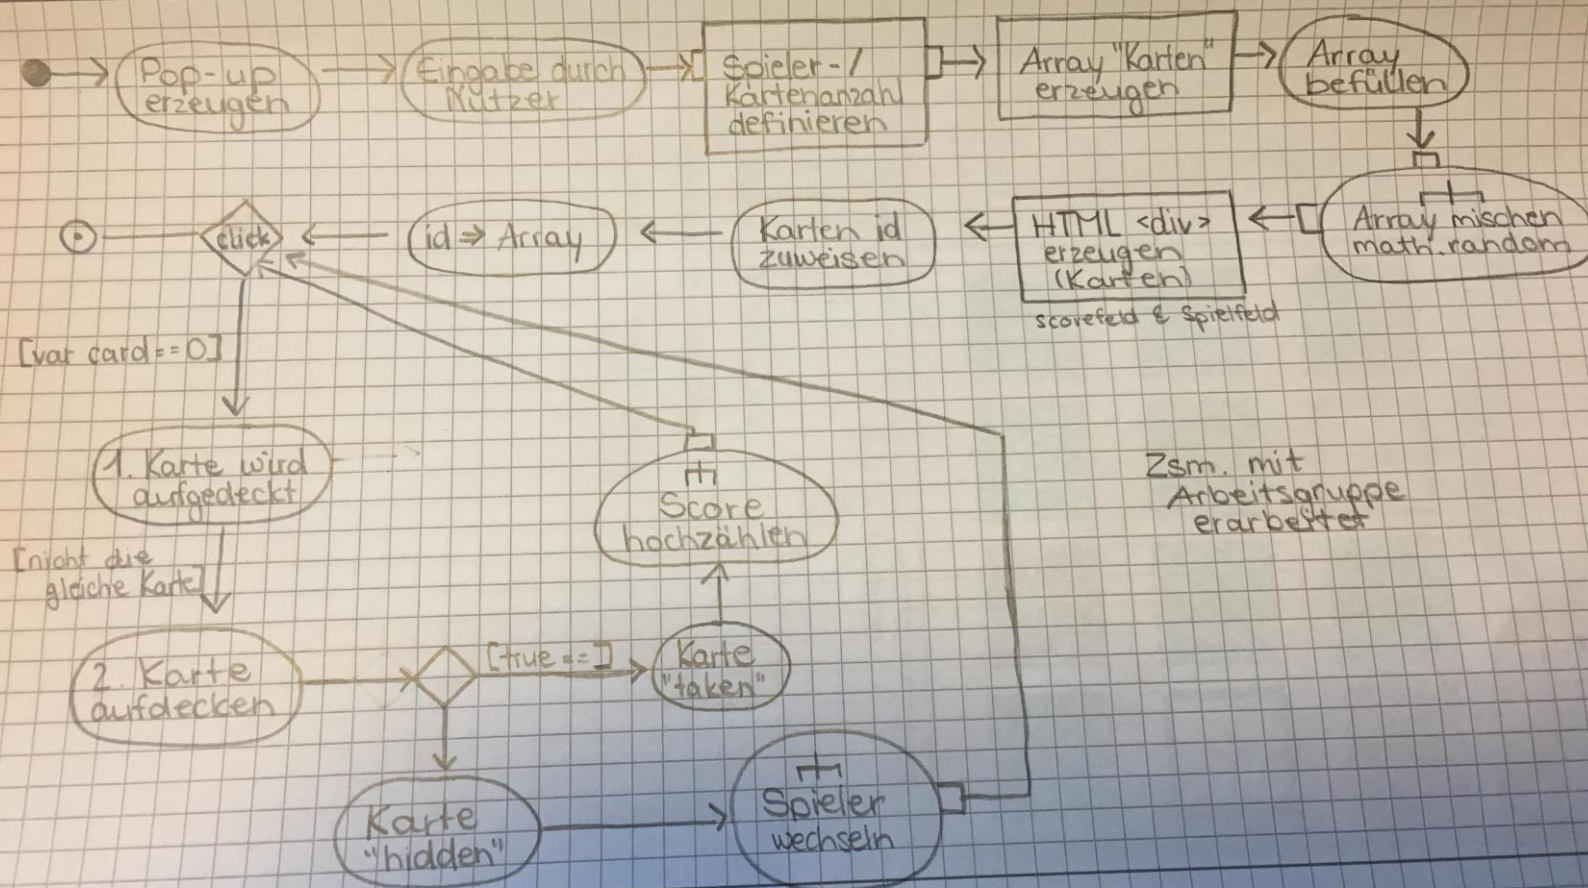 Pop-up
erzeugen
Eingabe durch
Nutzer
Spieler-/
Kartenanzahl
definieren
Array "Karten"
erzeugen
Array
befüllen
Array mischen
math.random
HTML <div>
erzeugen
(Karten)
scorefeld & Spielfeld
Karten id
zuweisen
id ⇒ Array
click
[var card==0]
1. Karte wird
aufgedeckt
[nicht die
gleiche Karte]
2. Karte
aufdecken
[true ==]
Karte
"taken"
Score
hochzählen
Karte
"hidden"
Spieler
wechseln
Zsm. mit
Arbeitsgruppe
erarbeitet